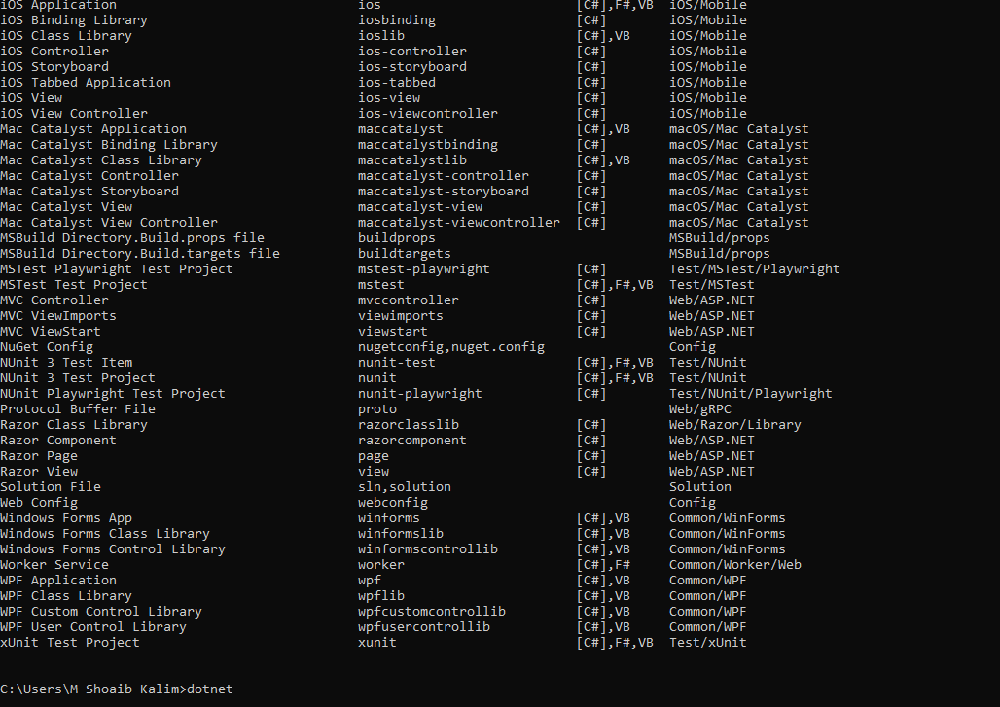 iOS Application ios [C#],F#,VB iOS/Mobile
iOS Binding Library iosbinding [C#] iOS/Mobile
iOS Class Library ioslib [C#],VB iOS/Mobile
iOS Controller ios-controller [C#] iOS/Mobile
iOS Storyboard ios-storyboard [C#] iOS/Mobile
iOS Tabbed Application ios-tabbed [C#] iOS/Mobile
iOS View ios-view [C#] iOS/Mobile
iOS View Controller ios-viewcontroller [C#] iOS/Mobile
Mac Catalyst Application maccatalyst [C#],VB macOS/Mac Catalyst
Mac Catalyst Binding Library maccatalystbinding [C#] macOS/Mac Catalyst
Mac Catalyst Class Library maccatalystlib [C#],VB macOS/Mac Catalyst
Mac Catalyst Controller maccatalyst-controller [C#] macOS/Mac Catalyst
Mac Catalyst Storyboard maccatalyst-storyboard [C#] macOS/Mac Catalyst
Mac Catalyst View maccatalyst-view [C#] macOS/Mac Catalyst
Mac Catalyst View Controller maccatalyst-viewcontroller [C#] macOS/Mac Catalyst
MSBuild Directory.Build.props file buildprops MSBuild/props
MSBuild Directory.Build.targets file buildtargets MSBuild/props
MSTest Playwright Test Project mstest-playwright [C#] Test/MSTest/Playwright
MSTest Test Project mstest [C#],F#,VB Test/MSTest
MVC Controller mvccontroller [C#] Web/ASP.NET
MVC ViewImports viewimports [C#] Web/ASP.NET
MVC ViewStart viewstart [C#] Web/ASP.NET
NuGet Config nugetconfig,nuget.config Config
NUnit 3 Test Item nunit-test [C#],F#,VB Test/NUnit
NUnit 3 Test Project nunit [C#],F#,VB Test/NUnit
NUnit Playwright Test Project nunit-playwright [C#] Test/NUnit/Playwright
Protocol Buffer File proto Web/gRPC
Razor Class Library razorclasslib [C#] Web/Razor/Library
Razor Component razorcomponent [C#] Web/ASP.NET
Razor Page page [C#] Web/ASP.NET
Razor View view [C#] Web/ASP.NET
Solution File sln,solution Solution
Web Config webconfig Config
Windows Forms App winforms [C#],VB Common/WinForms
Windows Forms Class Library winformslib [C#],VB Common/WinForms
Windows Forms Control Library winformscontrollib [C#],VB Common/WinForms
Worker Service worker [C#],F# Common/Worker/Web
WPF Application wpf [C#],VB Common/WPF
WPF Class Library wpflib [C#],VB Common/WPF
WPF Custom Control Library wpfcustomcontrollib [C#],VB Common/WPF
WPF User Control Library wpfusercontrollib [C#],VB Common/WPF
xUnit Test Project xunit [C#],F#,VB Test/xUnit
C:\Users\M Shoaib Kalim>dotnet